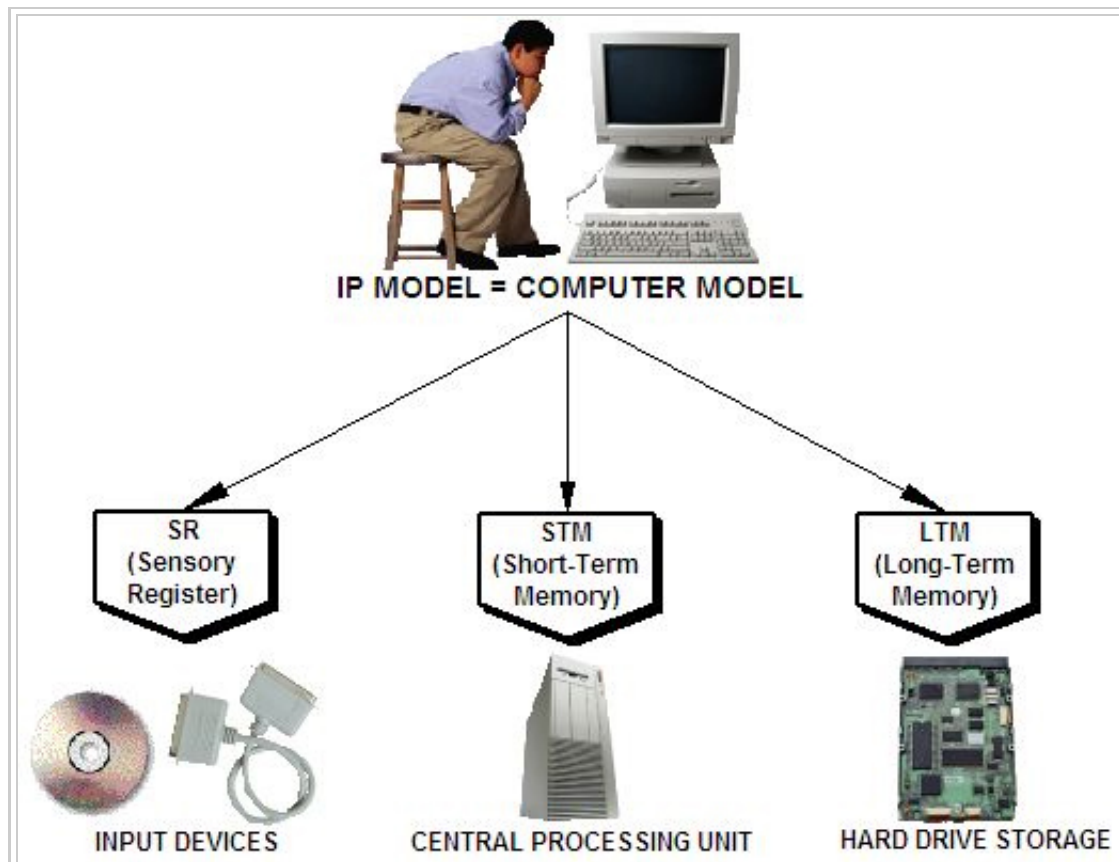 IP MODEL = COMPUTER MODEL
SR
(Sensory
Register)
STM
(Short-Term
Memory)
LTM
(Long-Term
Memory)
INPUT DEVICES
CENTRAL PROCESSING UNIT
HARD DRIVE STORAGE